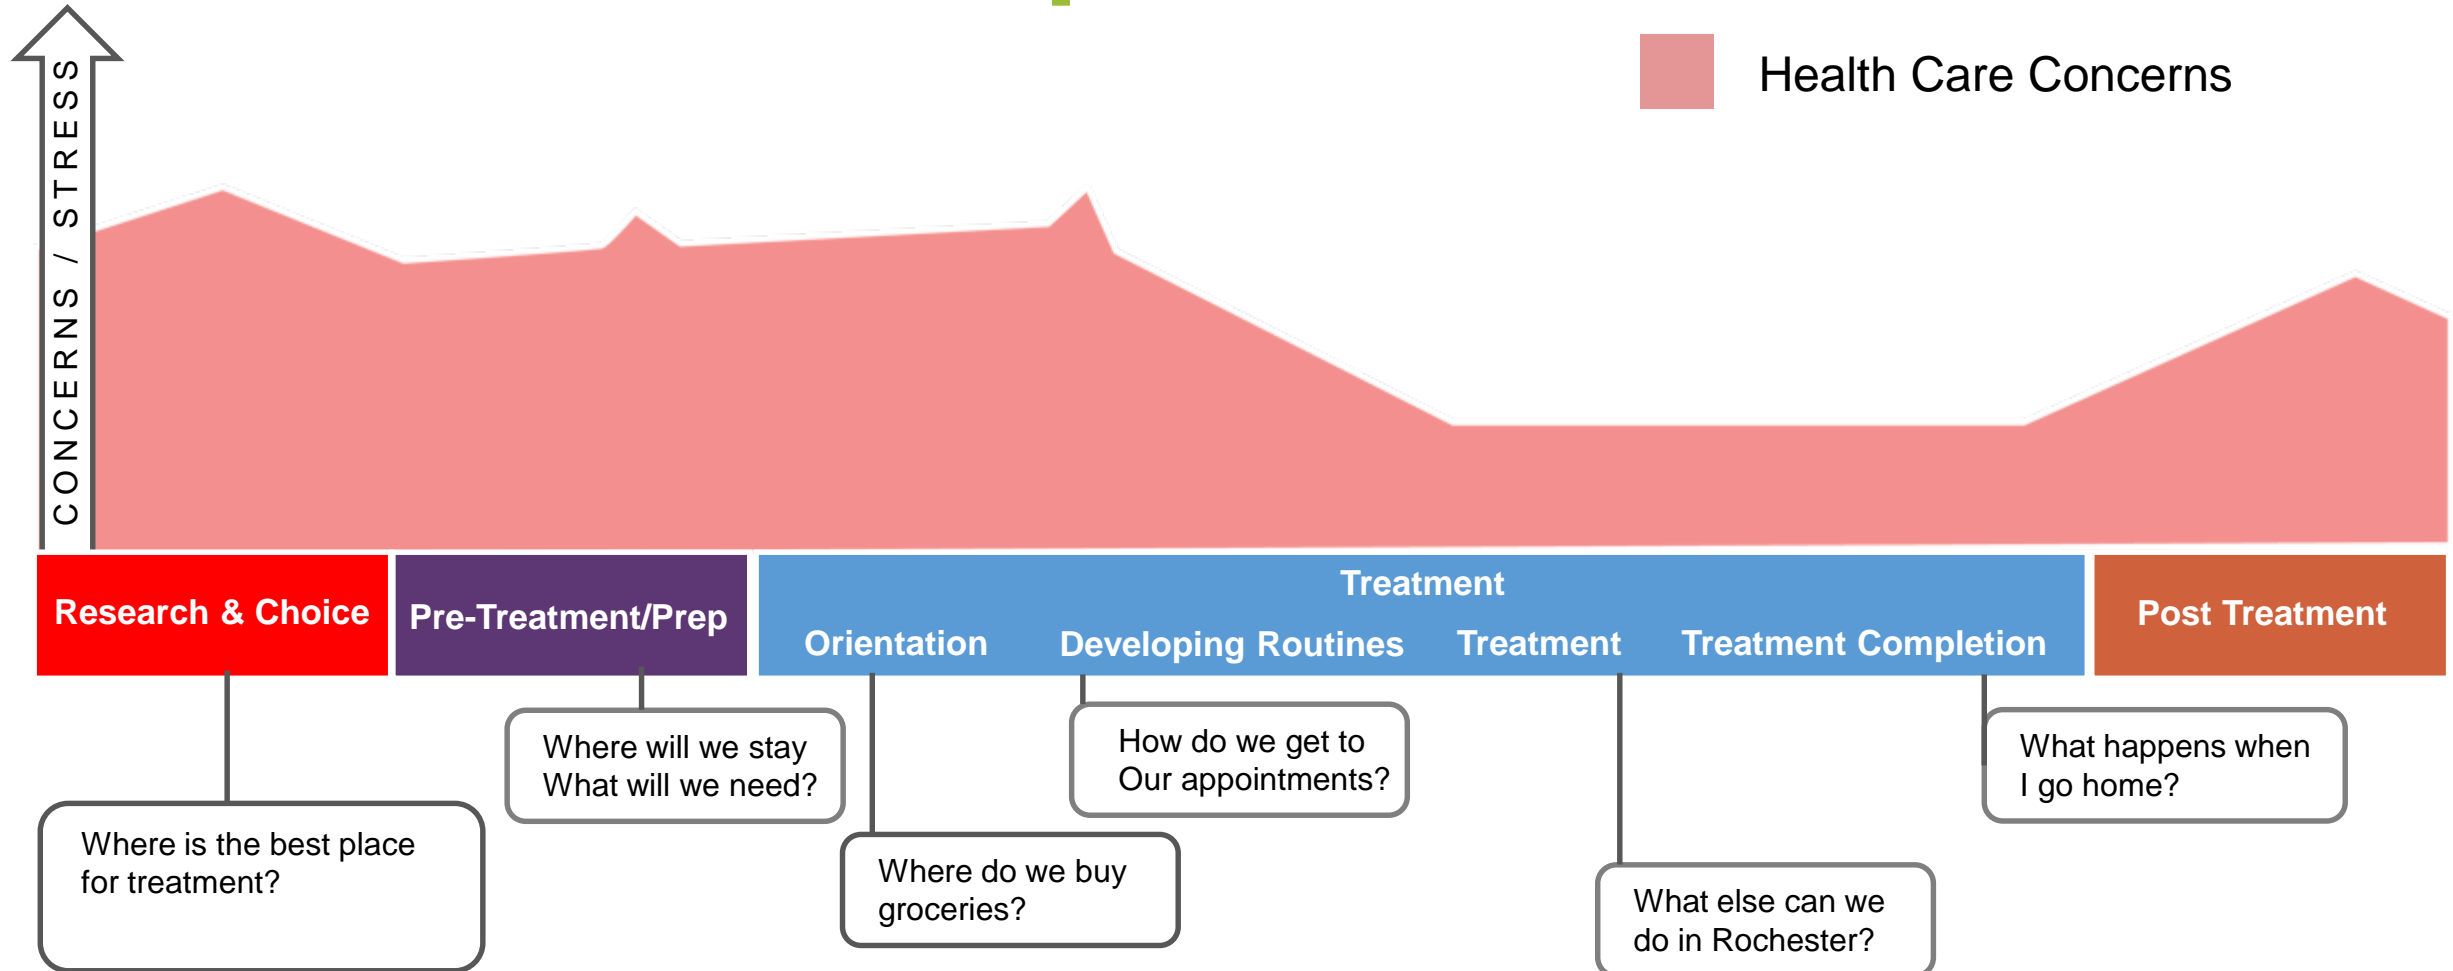 CONCERNS / STRESS
Health Care Concerns
Research & Choice
Pre-Treatment/Prep
Treatment
Orientation
Developing Routines
Treatment
Treatment Completion
Post Treatment
Where will we stay
What will we need?
How do we get to
Our appointments?
What happens when
I go home?
Where is the best place
for treatment?
Where do we buy
groceries?
What else can we
do in Rochester?